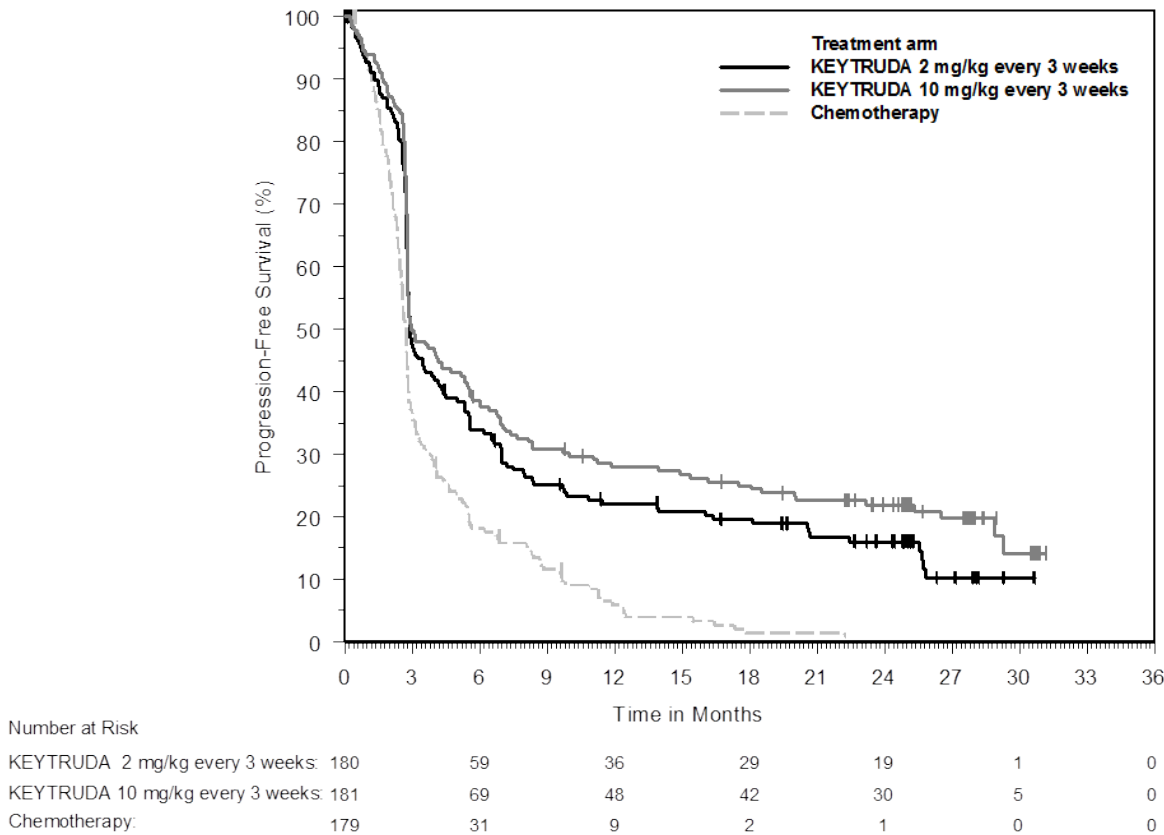 Treatment arm
KEYTRUDA 2 mg/kg every 3 weeks
KEYTRUDA 10 mg/kg every 3 weeks
Chemotherapy
Progression-Free Survival (%)
100
90
80
70
60
50
40
30
20
10
0
0 3 6 9 12 15 18 21 24 27 30 33 36
Time in Months
Number at Risk
KEYTRUDA 2 mg/kg every 3 weeks: 180 59 36 29 19 1 0
KEYTRUDA 10 mg/kg every 3 weeks: 181 69 48 42 30 5 0
Chemotherapy: 179 31 9 2 1 0 0